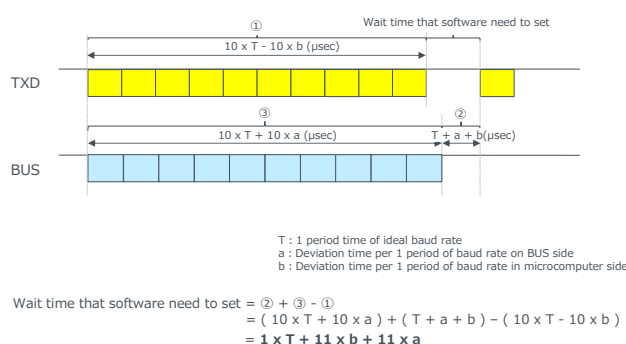 ① Wait time that software need to set
10 x T - 10 x b (μsec)
TXD
③ ②
10 x T + 10 x a (μsec) T + a + b(μsec)
BUS
T : 1 period time of ideal baud rate
a : Deviation time per 1 period of baud rate on BUS side
b : Deviation time per 1 period of baud rate in microcomputer side
Wait time that software need to set = ② + ③ - ①
= ( 10 x T + 10 x a ) + ( T + a + b ) – ( 10 x T - 10 x b )
= 1 x T + 11 x b + 11 x a